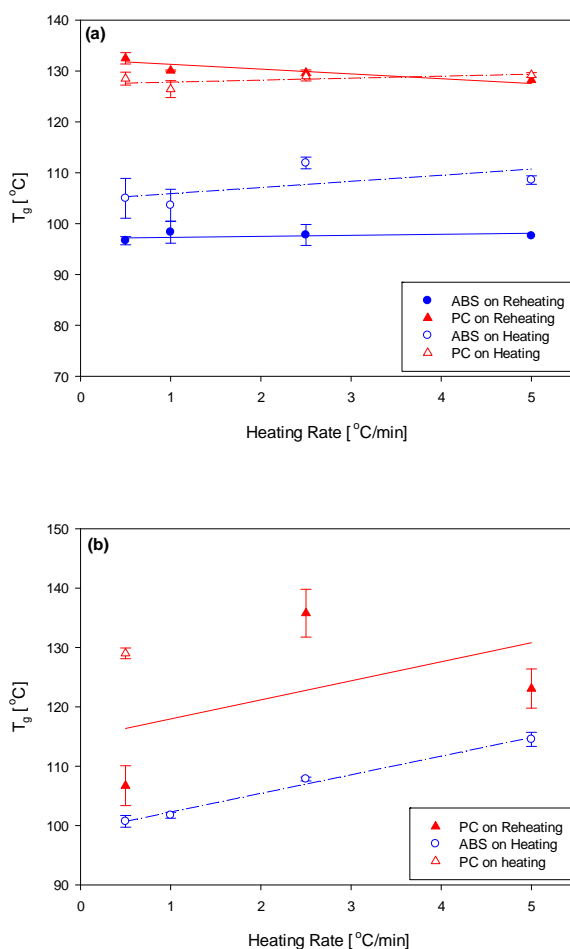 (a)
140
130
120
110
100
90
80
70
T_g [ °C]
ABS on Reheating
PC on Reheating
ABS on Heating
PC on Heating
0 1 2 3 4 5
Heating Rate [ °C/min]
(b)
150
140
130
120
110
100
90
T_g [ °C]
PC on Reheating
ABS on Heating
PC on heating
0 1 2 3 4 5
Heating Rate [ °C/min]